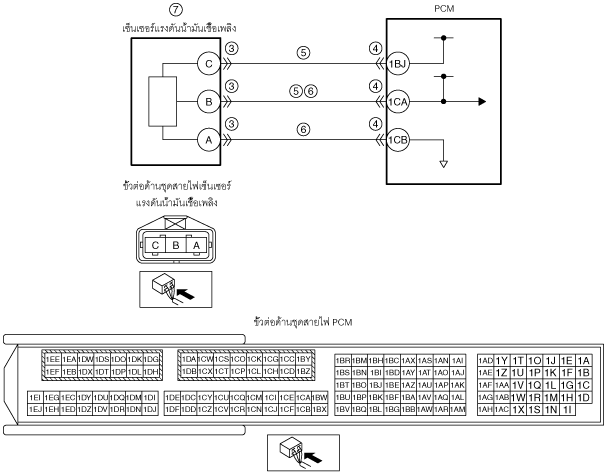 ⑦
เซ็นเซอร์แรงดันน้ำมันเชื้อเพลิง
PCM
C ③ ⑤ ④ 1BJ
B ③ ⑤ ⑥ ④ 1CA
A ③ ⑥ ④ 1CB
ขั้วต่อด้านชุดสายไฟเซ็นเซอร์
แรงดันน้ำมันเชื้อเพลิง
C B A
ขั้วต่อด้านชุดสายไฟ PCM
1EE 1EA 1DW 1DS 1DO 1DK 1DG 1DA 1CW 1CS 1CO 1CK 1CG 1CC 1BY 1BR 1BM 1BH 1BC 1AX 1AS 1AN 1AI 1AD 1Y 1T 1O 1J 1E 1A
1EF 1EB 1DX 1DT 1DP 1DL 1DH 1DB 1CX 1CT 1CP 1CL 1CH 1CD 1BZ 1BS 1BN 1BI 1BD 1AY 1AT 1AO 1AJ 1AE 1Z 1U 1P 1K 1F 1B
1BT 1BO 1BJ 1BE 1AZ 1AU 1AP 1AK 1AF 1AA 1V 1Q 1L 1G 1C
1EI 1EG 1EC 1DY 1DU 1DQ 1DM 1DI 1DE 1DC 1CY 1CU 1CQ 1CM 1CI 1CE 1CA 1BW 1BU 1BP 1BK 1BF 1BA 1AV 1AQ 1AL 1AG 1AB 1W 1R 1M 1H 1D
1EJ 1EH 1ED 1DZ 1DV 1DR 1DN 1DJ 1DF 1DD 1CZ 1CV 1CR 1CN 1CJ 1CF 1CB 1BX 1BV 1BQ 1BL 1BG 1BB 1AW 1AR 1AM 1AH 1AC 1X 1S 1N 1I